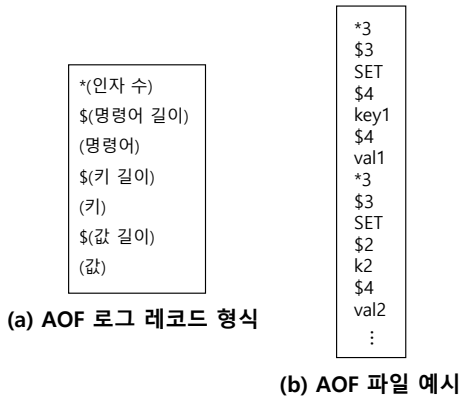 *(인자 수)
$(명령어 길이)
(명령어)
$(키 길이)
(키)
$(값 길이)
(값)
(a) AOF 로그 레코드 형식
*3
$3
SET
$4
key1
$4
val1
*3
$3
SET
$2
k2
$4
val2
⋮
(b) AOF 파일 예시